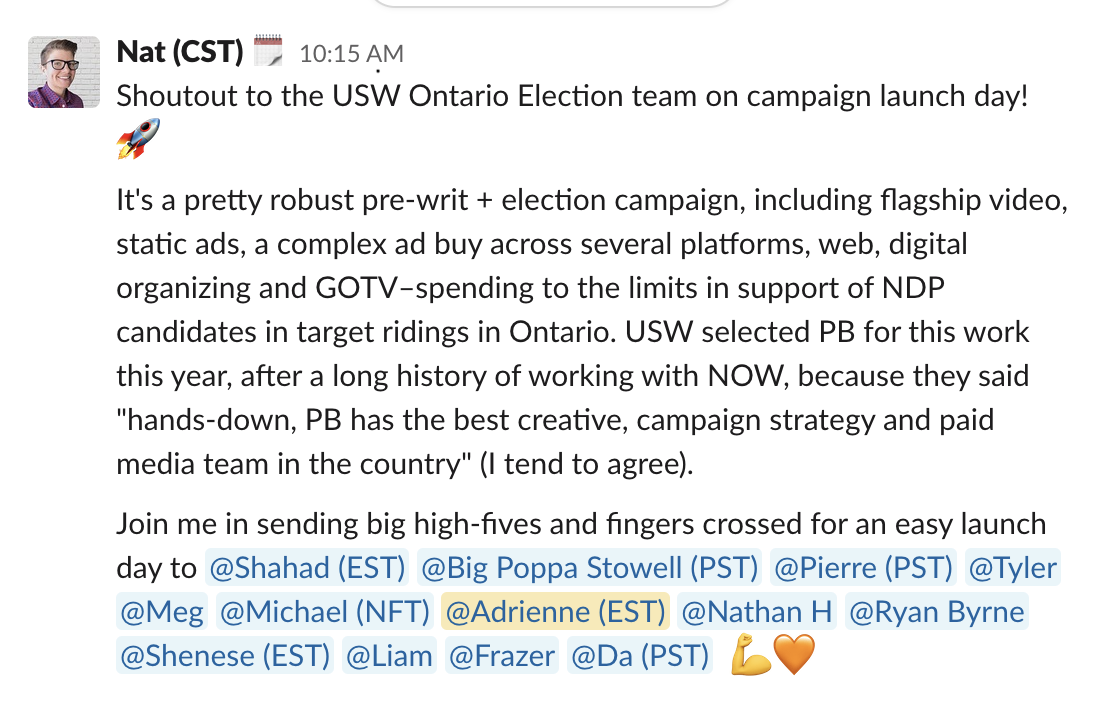 Nat (CST) 10:15 AM
Shoutout to the USW Ontario Election team on campaign launch day!
It's a pretty robust pre-writ + election campaign, including flagship video,
static ads, a complex ad buy across several platforms, web, digital
organizing and GOTV–spending to the limits in support of NDP
candidates in target ridings in Ontario. USW selected PB for this work
this year, after a long history of working with NOW, because they said
"hands-down, PB has the best creative, campaign strategy and paid
media team in the country" (I tend to agree).
Join me in sending big high-fives and fingers crossed for an easy launch
day to @Shahad (EST) @Big Poppa Stowell (PST) @Pierre (PST) @Tyler
@Meg @Michael (NFT) @Adrienne (EST) @Nathan H @Ryan Byrne
@Shenese (EST) @Liam @Frazer @Da (PST)